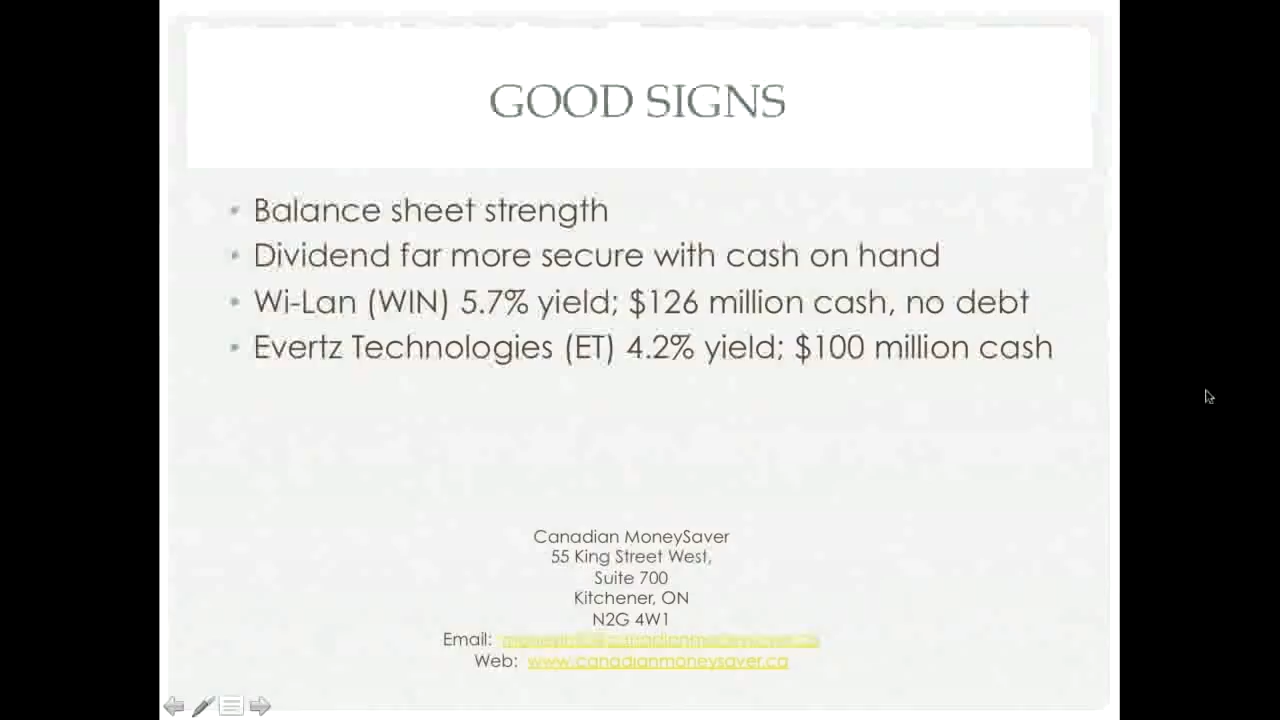 GOOD SIGNS
• Balance sheet strength
• Dividend far more secure with cash on hand
• Wi-Lan (WIN) 5.7% yield; $126 million cash, no debt
• Evertz Technologies (ET) 4.2% yield; $100 million cash
Canadian MoneySaver
55 King Street West,
Suite 700
Kitchener, ON
N2G 4W1
Email:
Web: www.canadianmoneysaver.ca